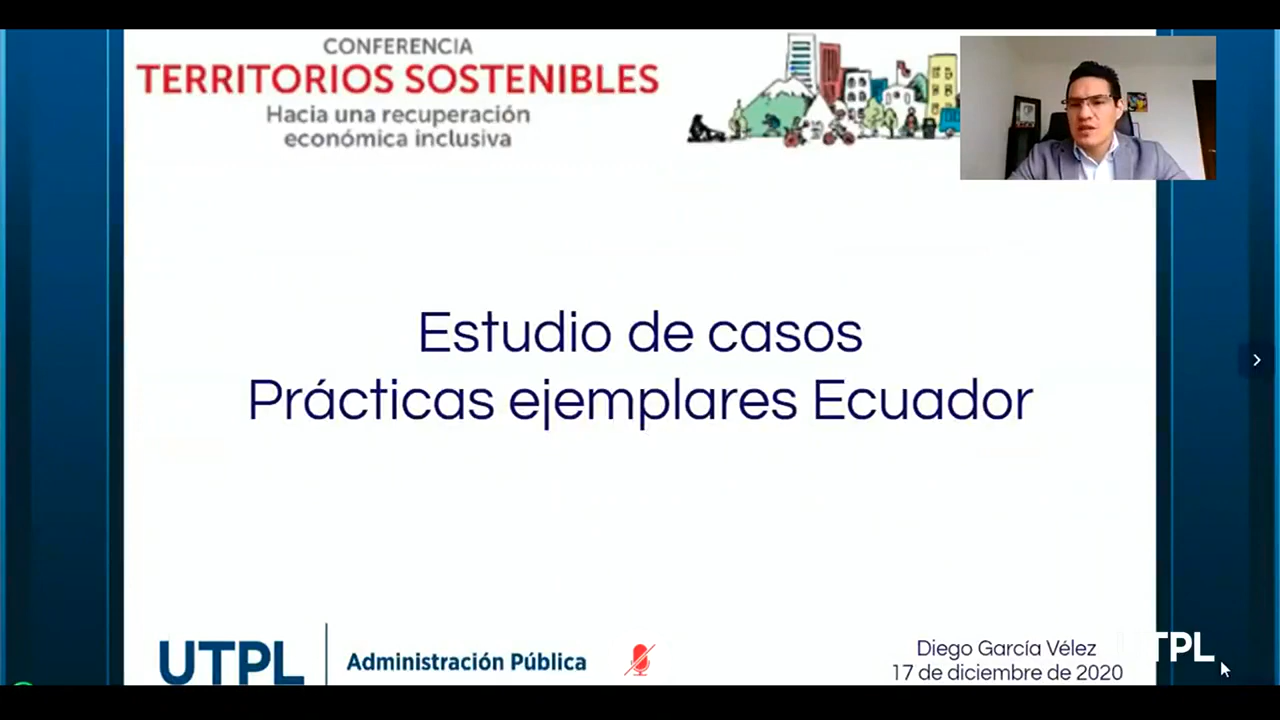 CONFERENCIA
TERRITORIOS SOSTENIBLES
Hacia una recuperación
económica inclusiva
Estudio de casos
Prácticas ejemplares Ecuador
UTPL
Administración Pública
Diego García Vélez
17 de diciembre de 2020
UTPL